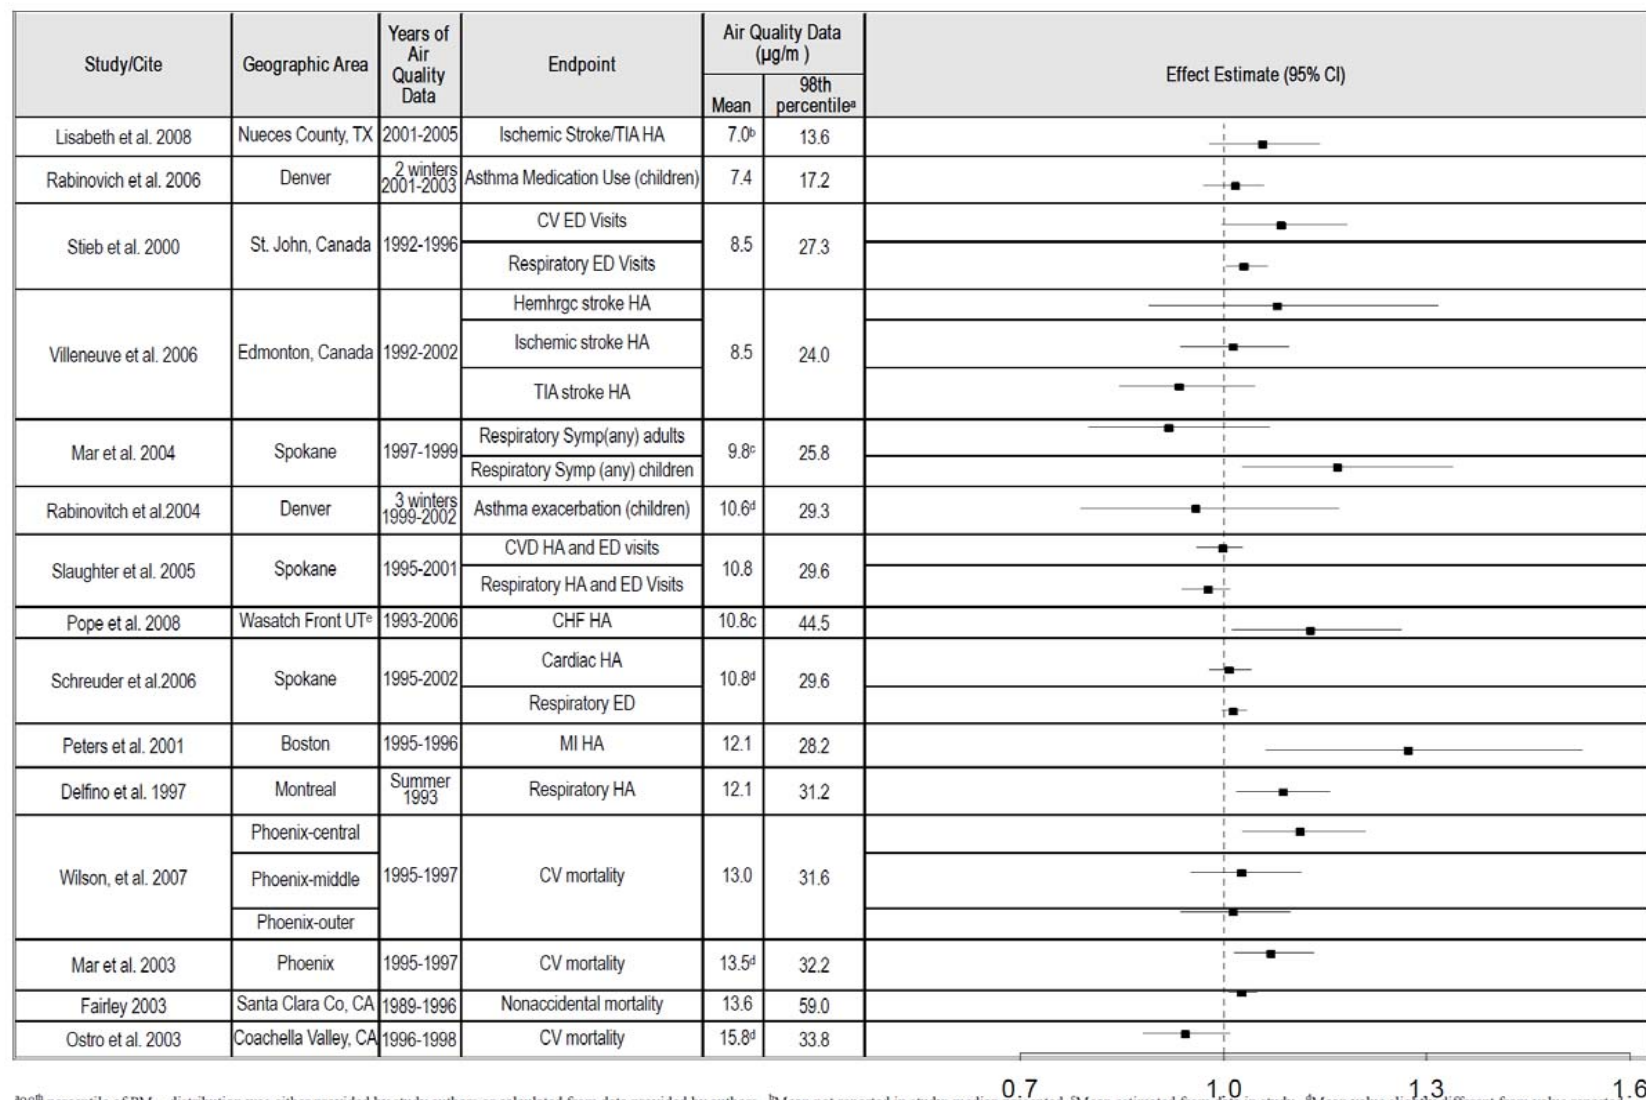 Study/Cite
Geographic Area
Years of
Air
Quality
Data
Endpoint
Air Quality Data
(µg/m )
Mean
98th
percentileᵃ
Effect Estimate (95% CI)
Lisabeth et al. 2008 Nueces County, TX 2001-2005 Ischemic Stroke/TIA HA 7.0ᵇ 13.6
Rabinovich et al. 2006 Denver 2 winters
2001-2003 Asthma Medication Use (children) 7.4 17.2
Stieb et al. 2000 St. John, Canada 1992-1996 CV ED Visits 8.5 27.3
Respiratory ED Visits
Villeneuve et al. 2006 Edmonton, Canada 1992-2002 Hemhrgc stroke HA 8.5 24.0
Ischemic stroke HA
TIA stroke HA
Mar et al. 2004 Spokane 1997-1999 Respiratory Symp(any) adults 9.8ᶜ 25.8
Respiratory Symp (any) children
Rabinovitch et al.2004 Denver 3 winters
1999-2002 Asthma exacerbation (children) 10.6ᵈ 29.3
Slaughter et al. 2005 Spokane 1995-2001 CVD HA and ED visits 10.8 29.6
Respiratory HA and ED Visits
Pope et al. 2008 Wasatch Front UTᵉ 1993-2006 CHF HA 10.8c 44.5
Schreuder et al.2006 Spokane 1995-2002 Cardiac HA 10.8ᵈ 29.6
Respiratory ED
Peters et al. 2001 Boston 1995-1996 MI HA 12.1 28.2
Delfino et al. 1997 Montreal Summer
1993 Respiratory HA 12.1 31.2
Wilson, et al. 2007 Phoenix-central 1995-1997 CV mortality 13.0 31.6
Phoenix-middle
Phoenix-outer
Mar et al. 2003 Phoenix 1995-1997 CV mortality 13.5ᵈ 32.2
Fairley 2003 Santa Clara Co, CA 1989-1996 Nonaccidental mortality 13.6 59.0
Ostro et al. 2003 Coachella Valley, CA 1996-1998 CV mortality 15.8ᵈ 33.8
0.7 1.0 1.3 1.6